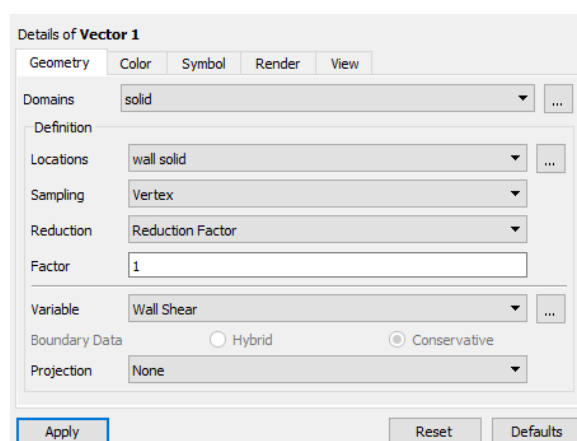 Details of Vector 1
Geometry Color Symbol Render View
Domains solid ...
Definition
Locations wall solid ...
Sampling Vertex
Reduction Reduction Factor
Factor 1
Variable Wall Shear ...
Boundary Data Hybrid Conservative
Projection None
Apply Reset Defaults